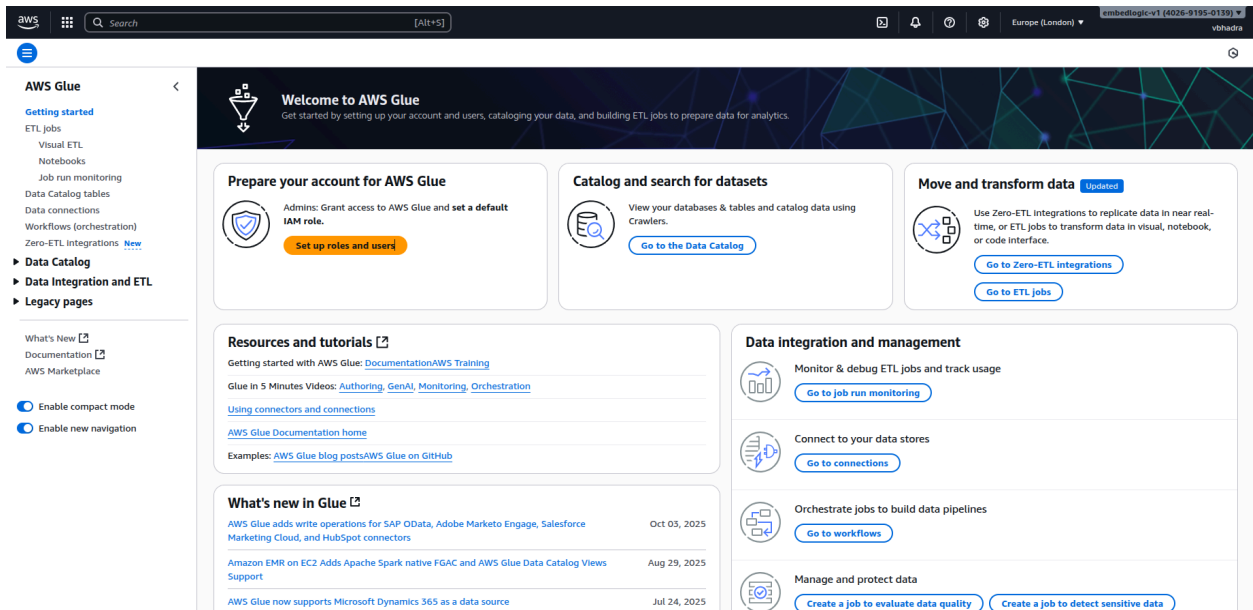 aws
Search
[Alt+S]
Europe (London) ▼
embedlogic-v1 (4026-9195-0139) ▼
vbhadra
AWS Glue
Getting started
ETL jobs
Visual ETL
Notebooks
Job run monitoring
Data Catalog tables
Data connections
Workflows (orchestration)
Zero-ETL integrations New
Data Catalog
Data Integration and ETL
Legacy pages
What's New
Documentation
AWS Marketplace
Enable compact mode
Enable new navigation
Welcome to AWS Glue
Get started by setting up your account and users, cataloging your data, and building ETL jobs to prepare data for analytics.
Prepare your account for AWS Glue
Admins: Grant access to AWS Glue and set a default
IAM role.
Set up roles and users
Catalog and search for datasets
View your databases & tables and catalog data using
Crawlers.
Go to the Data Catalog
Move and transform data Updated
Use Zero-ETL integrations to replicate data in near real-
time, or ETL jobs to transform data in visual, notebook,
or code interface.
Go to Zero-ETL integrations
Go to ETL jobs
Resources and tutorials
Getting started with AWS Glue: DocumentationAWS Training
Glue in 5 Minutes Videos: Authoring, GenAI, Monitoring, Orchestration
Using connectors and connections
AWS Glue Documentation home
Examples: AWS Glue blog postsAWS Glue on GitHub
What's new in Glue
AWS Glue adds write operations for SAP OData, Adobe Marketo Engage, Salesforce
Marketing Cloud, and HubSpot connectors
Oct 03, 2025
Amazon EMR on EC2 Adds Apache Spark native FGAC and AWS Glue Data Catalog Views
Support
Aug 29, 2025
AWS Glue now supports Microsoft Dynamics 365 as a data source
Jul 24, 2025
Data integration and management
Monitor & debug ETL jobs and track usage
Go to job run monitoring
Connect to your data stores
Go to connections
Orchestrate jobs to build data pipelines
Go to workflows
Manage and protect data
Create a job to evaluate data quality
Create a job to detect sensitive data